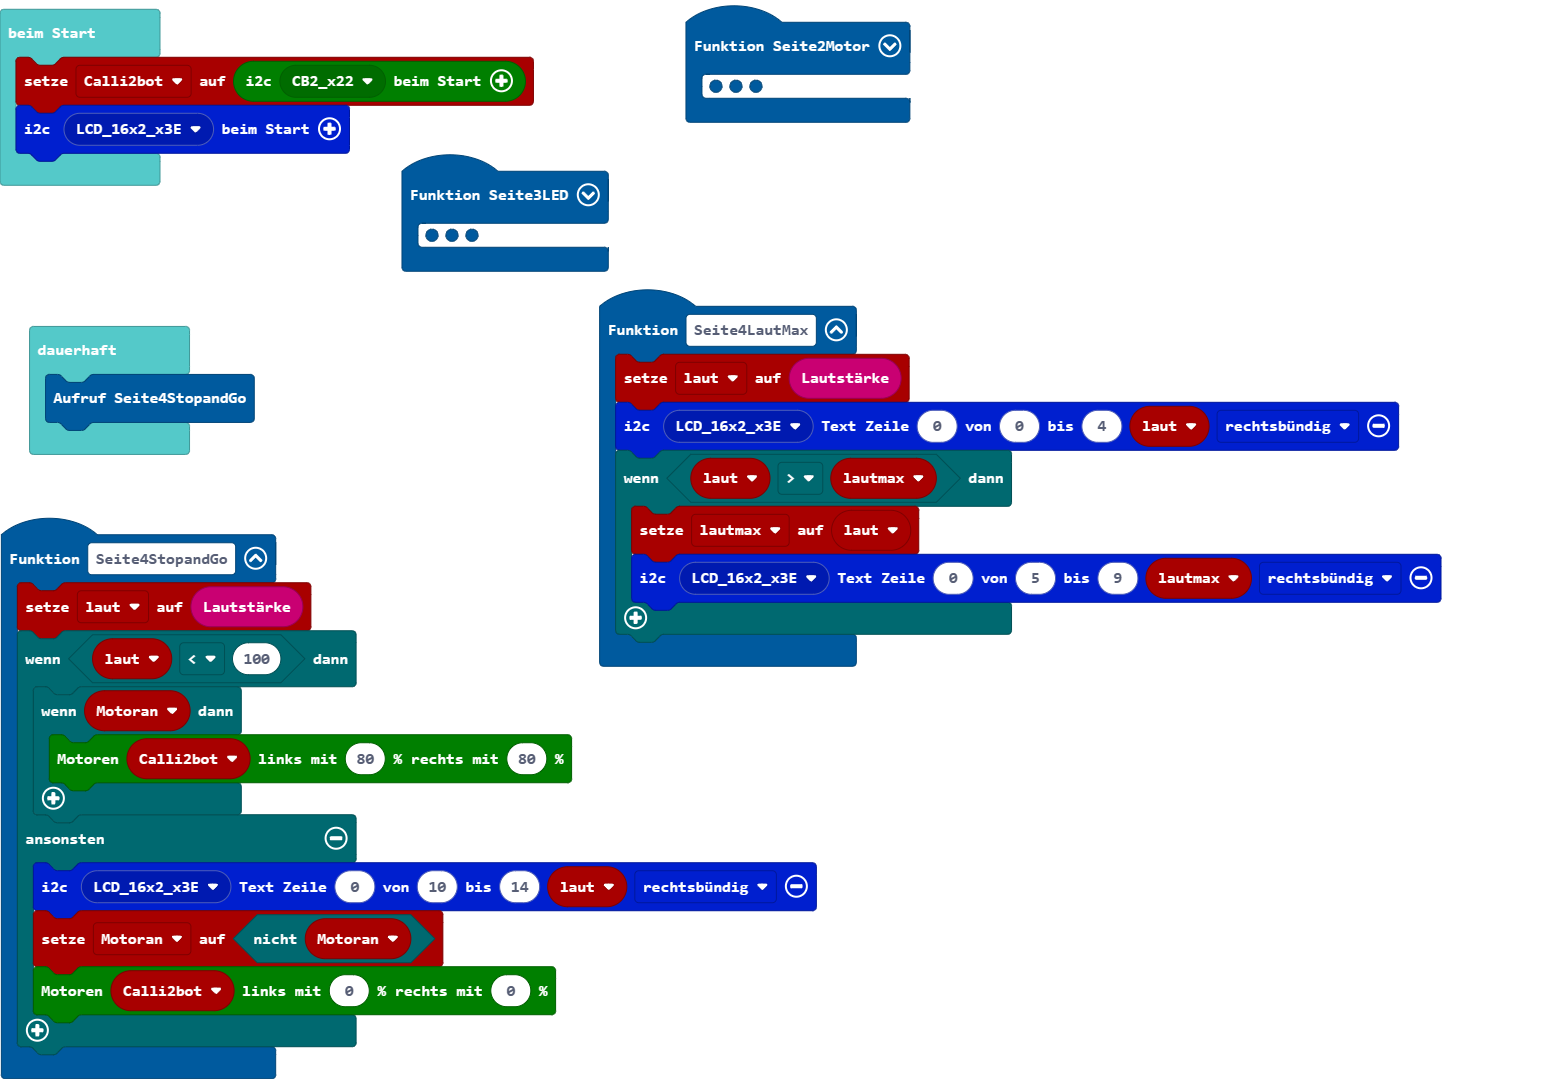 beim Start
setze Calli2bot auf i2c CB2_x22 beim Start
i2c LCD_16x2_x3E beim Start
Funktion Seite2Motor
Funktion Seite3LED
dauerhaft
Aufruf Seite4StopandGo
Funktion Seite4LautMax
setze laut auf Lautstärke
i2c LCD_16x2_x3E Text Zeile 0 von 0 bis 4 laut rechtsbündig
wenn laut > lautmax dann
setze lautmax auf laut
i2c LCD_16x2_x3E Text Zeile 0 von 5 bis 9 lautmax rechtsbündig
Funktion Seite4StopandGo
setze laut auf Lautstärke
wenn laut < 100 dann
wenn Motoran dann
Motoren Calli2bot links mit 80 % rechts mit 80 %
ansonsten
i2c LCD_16x2_x3E Text Zeile 0 von 10 bis 14 laut rechtsbündig
setze Motoran auf nicht Motoran
Motoren Calli2bot links mit 0 % rechts mit 0 %